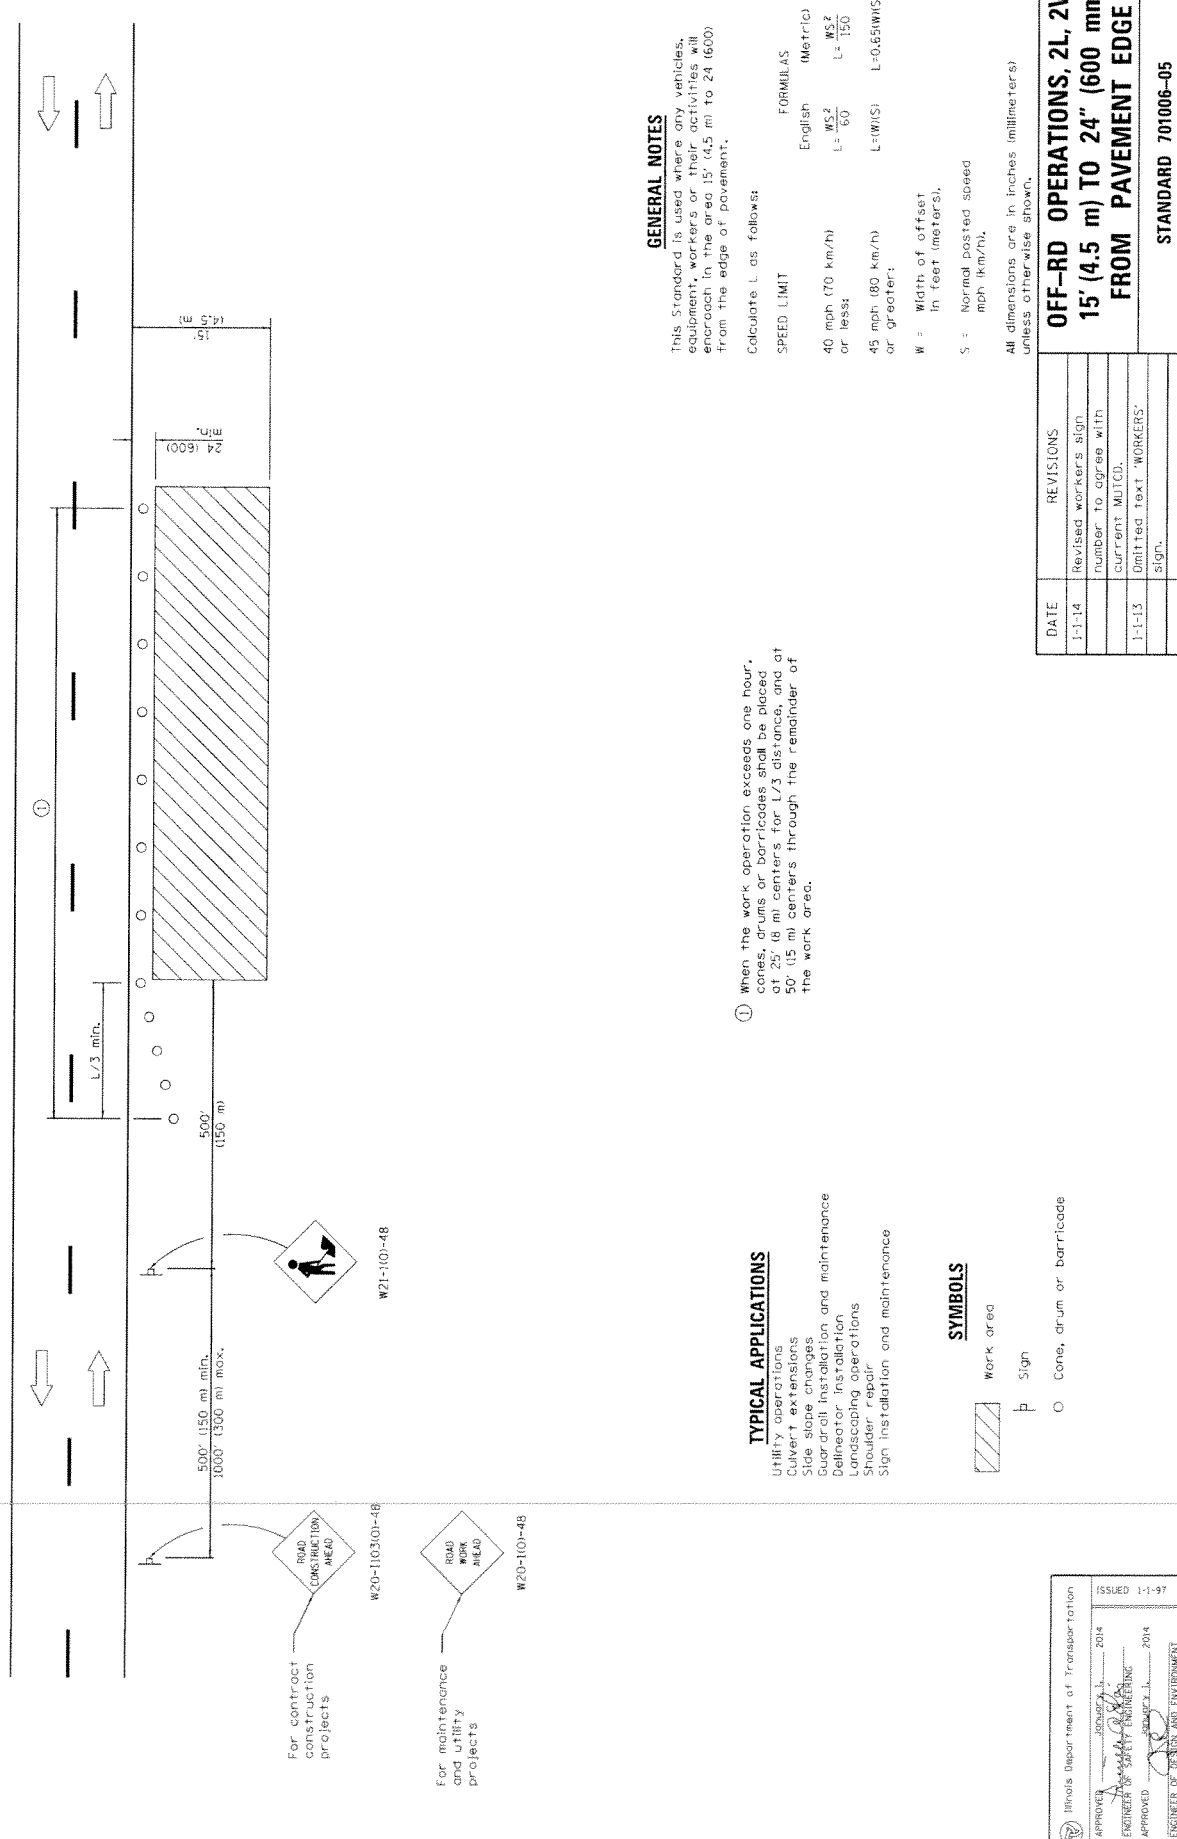 L/3 min.
500'
(150 m)
500' (150 m) min.
1000' (300 m) max.
24 (600)
min.
15'
(4.5 m)
①
For contract
construction
projects
ROAD
CONSTRUCTION
AHEAD
W20-1103(O)-48
For maintenance
and utility
projects
ROAD
WORK
AHEAD
W20-1(O)-48
W21-1(O)-48
TYPICAL APPLICATIONS
Utility operations
Culvert extensions
Side slope changes
Guardrail installation and maintenance
Delineator installation
Landscaping operations
Shoulder repair
Sign installation and maintenance
SYMBOLS
Work area
Sign
Cone, drum or barricade
① When the work operation exceeds one hour,
cones, drums or barricades shall be placed
at 25' (8 m) centers for L/3 distance, and at
50' (15 m) centers through the remainder of
the work area.
GENERAL NOTES
This Standard is used where any vehicles,
equipment, workers or their activities will
encroach in the area 15' (4.5 m) to 24 (600)
from the edge of pavement.
Calculate L as follows:
SPEED LIMIT FORMULAS
English (Metric)
40 mph (70 km/h) L = WS²/60 L = WS²/150
or less:
45 mph (80 km/h) L=(W)(S) L=0.65(W)(S
or greater:
W = Width of offset
in feet (meters).
S = Normal posted speed
mph (km/h).
All dimensions are in inches (millimeters)
unless otherwise shown.
Illinois Department of Transportation
APPROVED January 1, 2014
ENGINEER OF SAFETY ENGINEERING
APPROVED January 1, 2014
ENGINEER OF DESIGN AND ENVIRONMENT
ISSUED 1-1-97
DATE REVISIONS
1-1-14 Revised workers sign
number to agree with
current MUTCD.
1-1-13 Omitted text 'WORKERS'
sign.
OFF-RD OPERATIONS, 2L, 2W
15' (4.5 m) TO 24" (600 mm
FROM PAVEMENT EDGE
STANDARD 701006-05